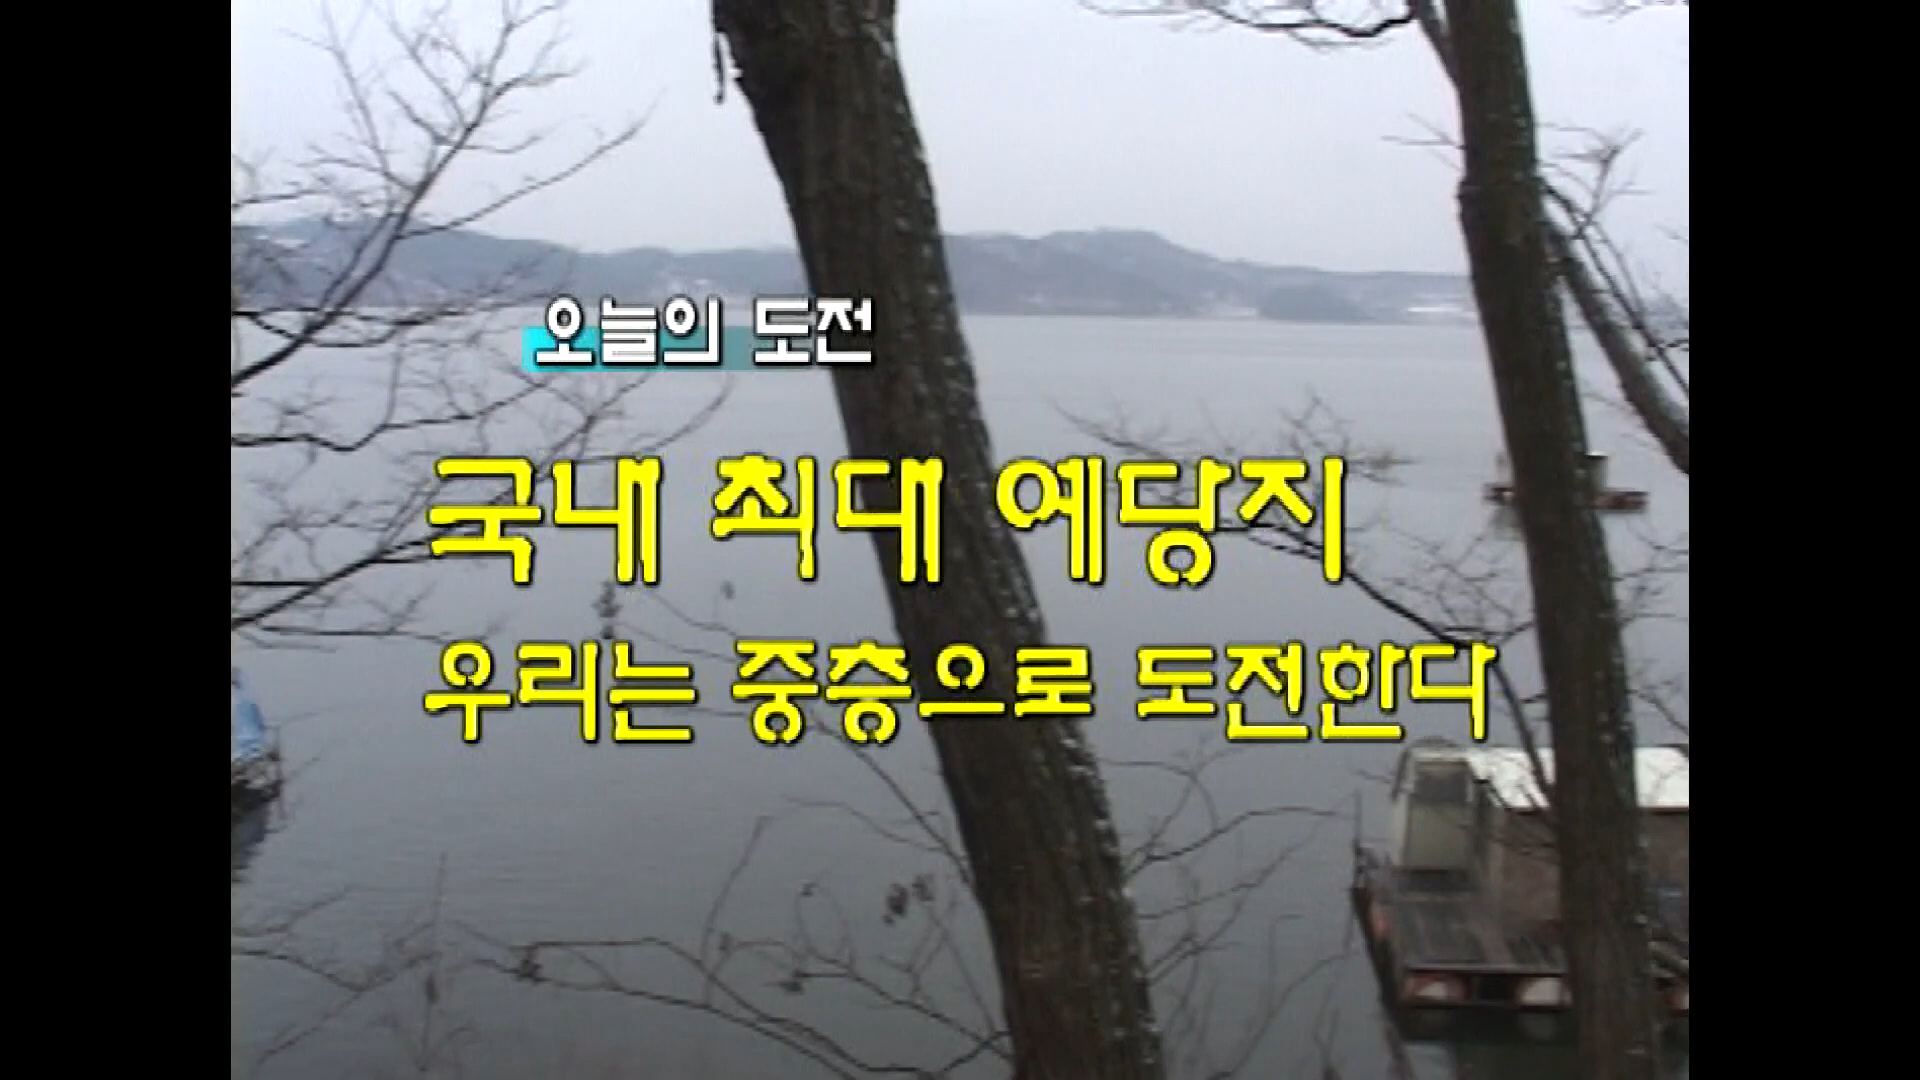 오늘의 도전
국내 최대 예당지
우리는 중층으로 도전한다